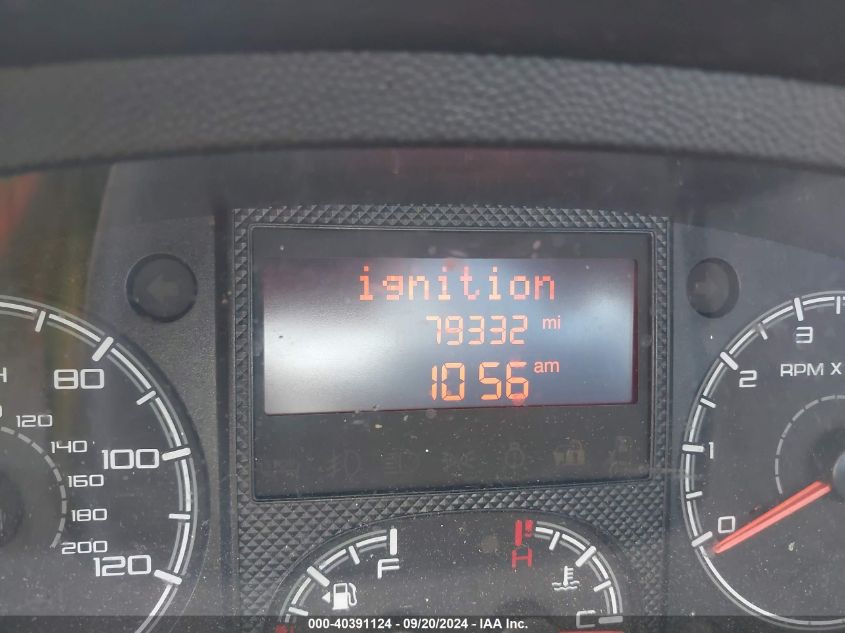 ignition
79332 mi
10 56 am
80
100
120
H
120
140
160
180
200
3
2
1
0
RPM X
F
H
C
000-40391124 - 09/20/2024 - IAA Inc.